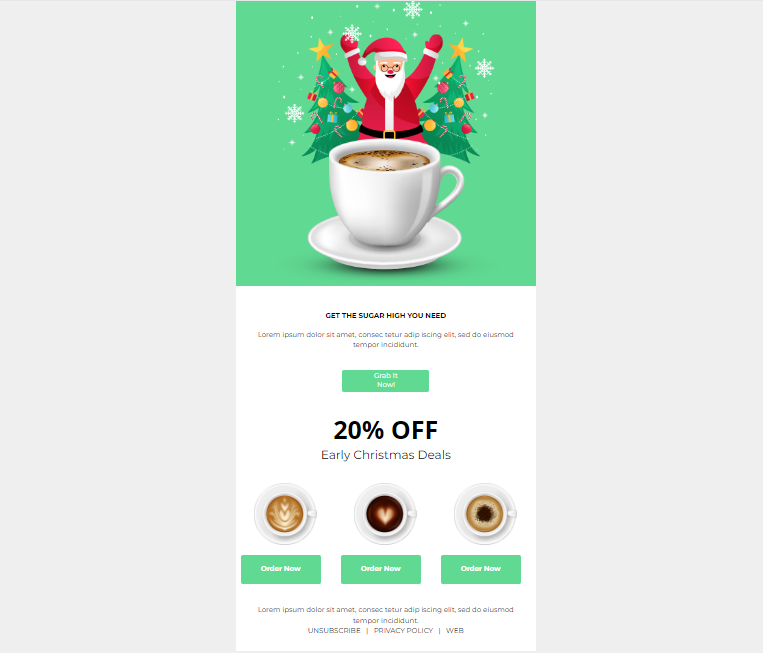 GET THE SUGAR HIGH YOU NEED
Lorem ipsum dolor sit amet, consec tetur adip iscing elit, sed do eiusmod
tempor incididunt.
Grab It
Now!
20% OFF
Early Christmas Deals
Order Now
Order Now
Order Now
Lorem ipsum dolor sit amet, consec tetur adip iscing elit, sed do eiusmod
tempor incididunt.
UNSUBSCRIBE | PRIVACY POLICY | WEB